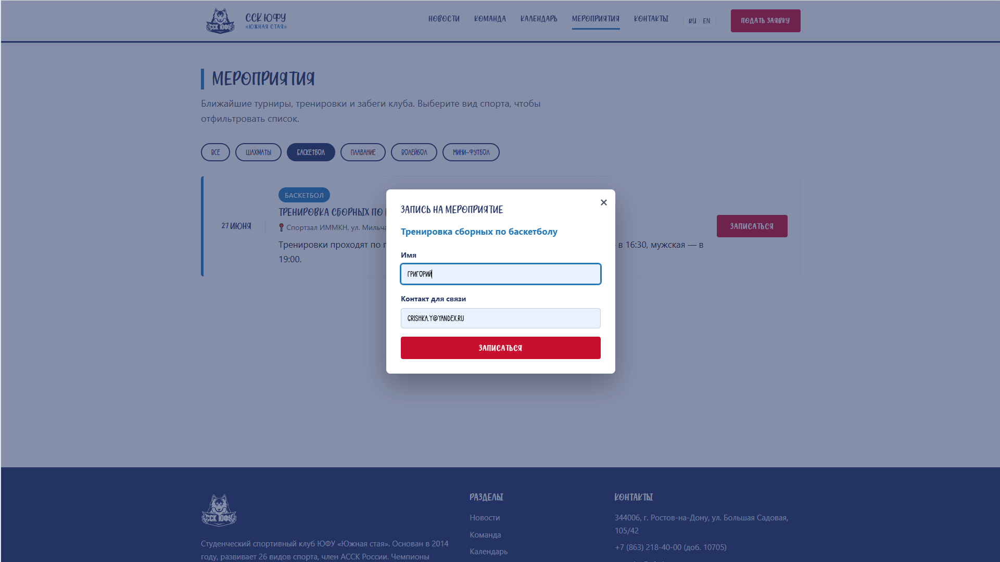 ССК ЮФУ
ССК ЮФУ
«ЮЖНАЯ СТАЯ»
НОВОСТИ
КОМАНДА
КАЛЕНДАРЬ
МЕРОПРИЯТИЯ
КОНТАКТЫ
RU
EN
ПОДАТЬ ЗАЯВКУ
МЕРОПРИЯТИЯ
Ближайшие турниры, тренировки и забеги клуба. Выберите вид спорта, чтобы
отфильтровать список.
ВСЕ
ШАХМАТЫ
БАСКЕТБОЛ
ПЛАВАНИЕ
ВОЛЕЙБОЛ
МИНИ-ФУТБОЛ
27 ИЮНЯ
БАСКЕТБОЛ
ТРЕНИРОВКА СБОРНЫХ ПО
Спортзал ИММКН, ул. Мильча
Тренировки проходят по
в 16:30, мужская — в
19:00.
ЗАПИСАТЬСЯ
×
ЗАПИСЬ НА МЕРОПРИЯТИЕ
Тренировка сборных по баскетболу
Имя
ГРИГОРИЙ
Контакт для связи
GRISHKA.Y@YANDEX.RU
ЗАПИСАТЬСЯ
ССК ЮФУ
Студенческий спортивный клуб ЮФУ «Южная стая». Основан в 2014
году, развивает 26 видов спорта, член АССК России. Чемпионы
РАЗДЕЛЫ
Новости
Команда
Календарь
КОНТАКТЫ
344006, г. Ростов-на-Дону, ул. Большая Садовая,
105/42
+7 (863) 218-40-00 (доб. 10705)